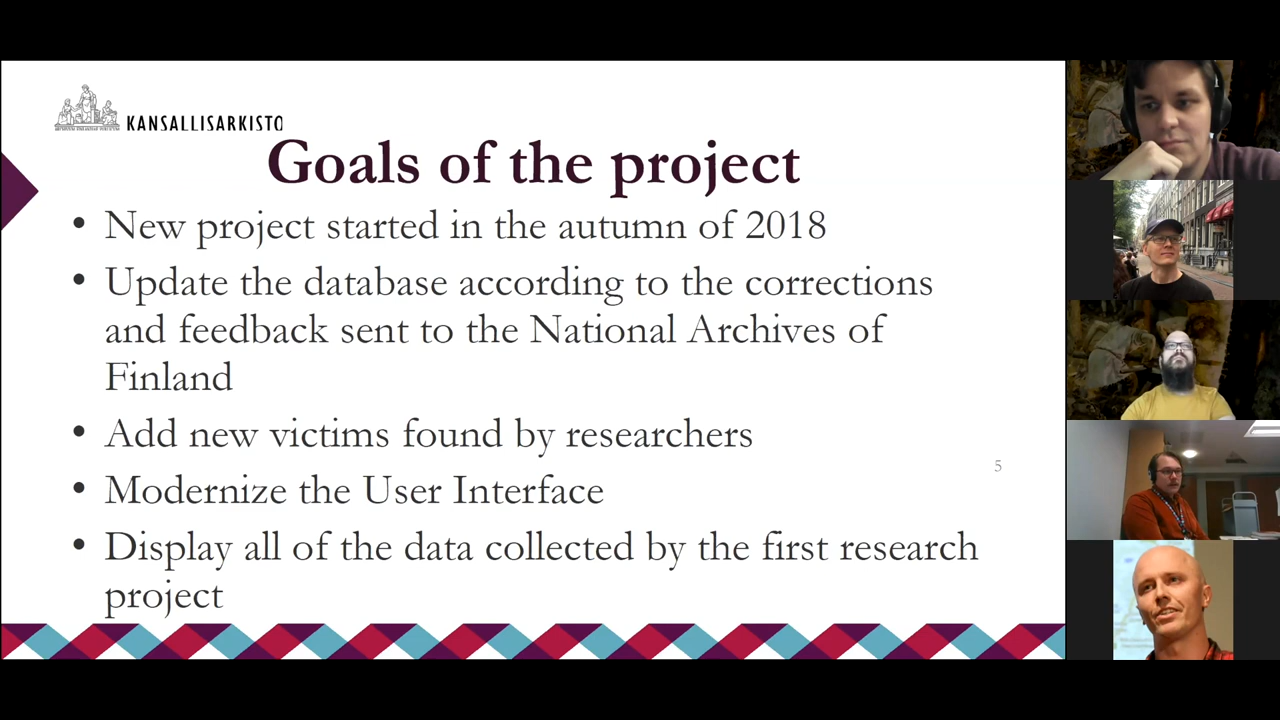 KANSALLISARKISTO
Goals of the project
• New project started in the autumn of 2018
• Update the database according to the corrections
and feedback sent to the National Archives of
Finland
• Add new victims found by researchers
5
• Modernize the User Interface
• Display all of the data collected by the first research
project